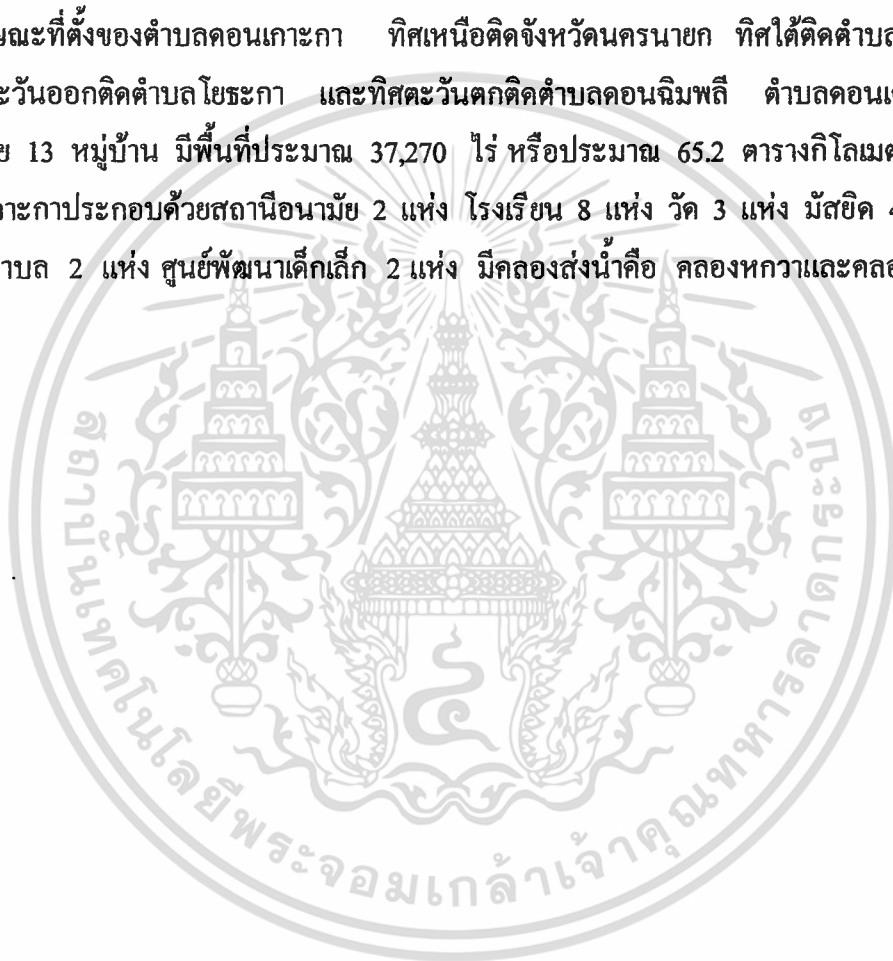 ษณะที่ตั้งของตำบลดอนเกาะกา ทิศเหนือติดจังหวัดนครนายก ทิศใต้ติดตำบล
ะวันออกติดตำบลโยธะกา และทิศตะวันตกติดตำบลดอนฉิมพลี ตำบลดอนเ
ย 13 หมู่บ้าน มีพื้นที่ประมาณ 37,270 ไร่ หรือประมาณ 65.2 ตารางกิโลเมต
าะกาประกอบด้วยสถานีอนามัย 2 แห่ง โรงเรียน 8 แห่ง วัด 3 แห่ง มัสยิด
ำบล 2 แห่ง ศูนย์พัฒนาเด็กเล็ก 2 แห่ง มีคลองส่งน้ำคือ คลองหกวาและคลอ
สถาบันเทคโนโลยีพระจอมเกล้าเจ้าคุณทหารลาดกระบัง